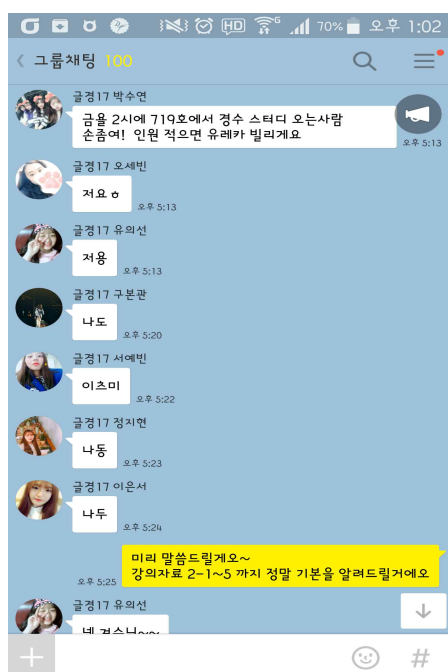 HD
70%
오후 1:02
그룹채팅 100
글경17 박수연
금욜 2시에 719호에서 경수 스터디 오는사람
손좀여! 인원 적으면 유레카 빌리게요
오후 5:13
글경17 오세빈
저요ㅎ
오후 5:13
글경17 유의선
저용
오후 5:13
글경17 구본관
나도
오후 5:20
글경17 서예빈
이츠미
오후 5:22
글경17 정지현
나동
오후 5:23
글경17 이은서
나두
오후 5:24
미리 말씀드릴게오~
강의자료 2-1~5 까지 정말 기본을 알려드릴거에오
오후 5:25
글경17 유의선